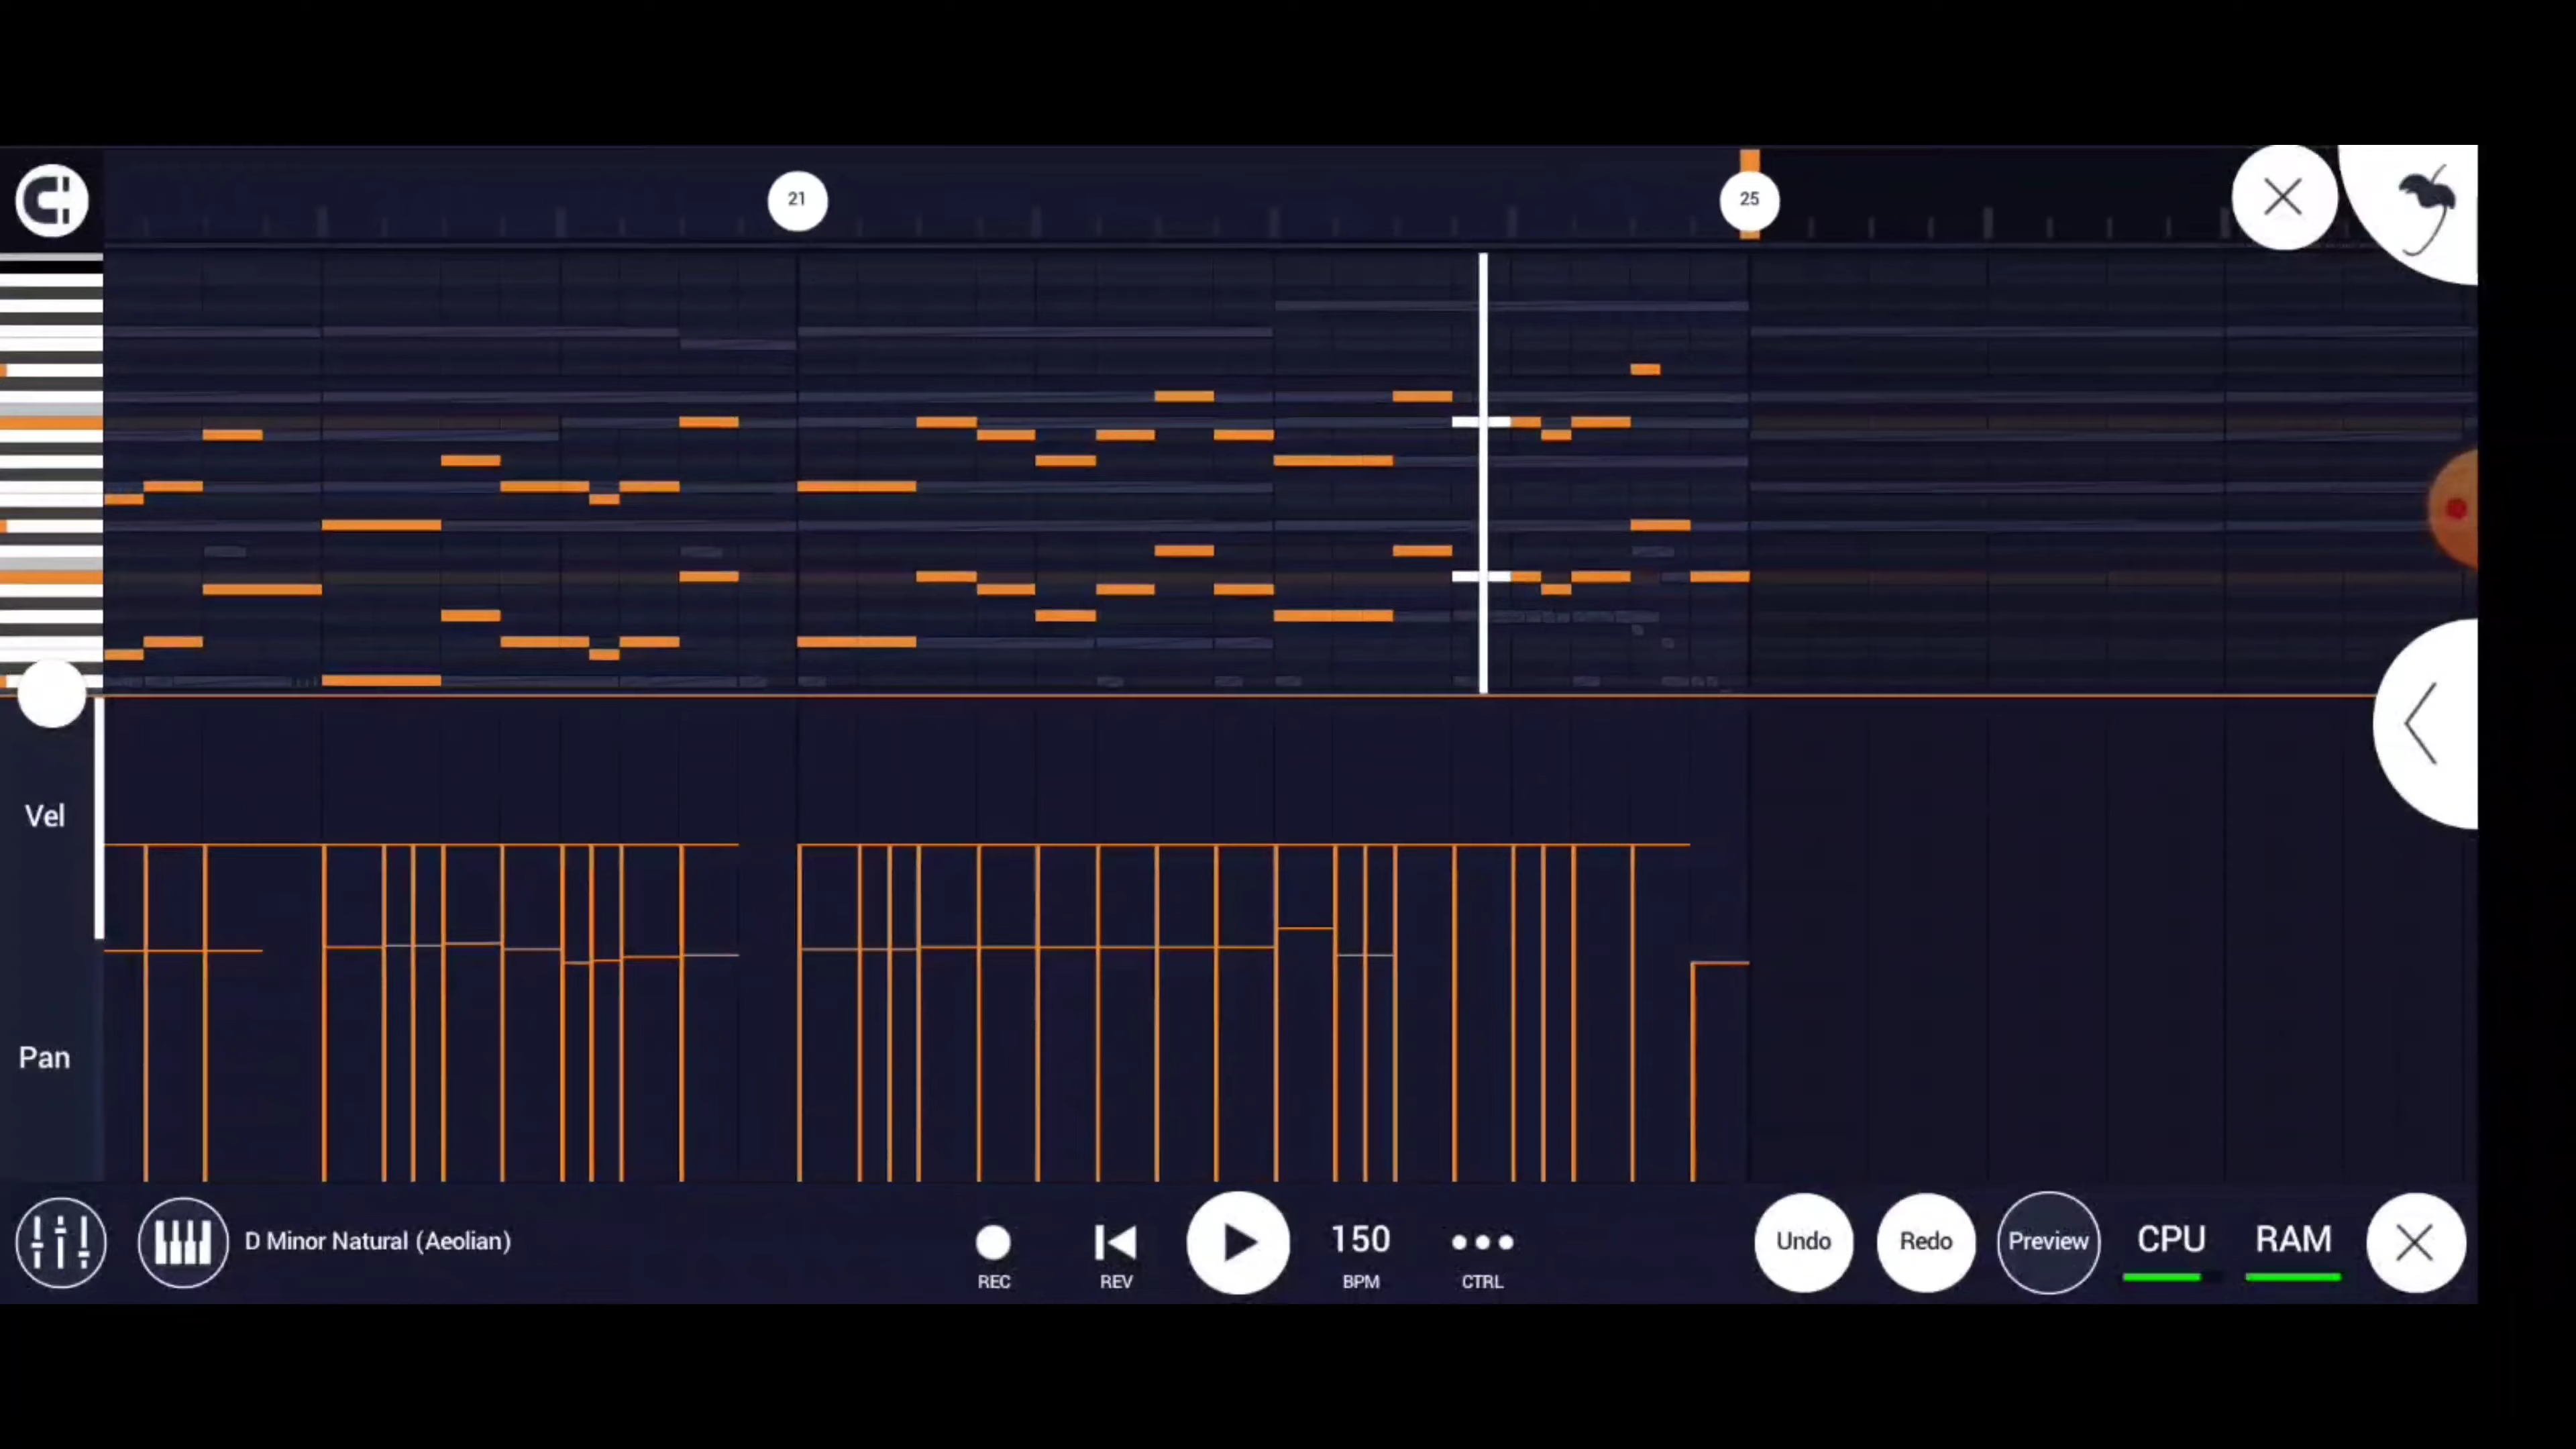 21
25
Vel
Pan
D Minor Natural (Aeolian)
REC
REV
150
BPM
CTRL
Undo
Redo
Preview
CPU
RAM